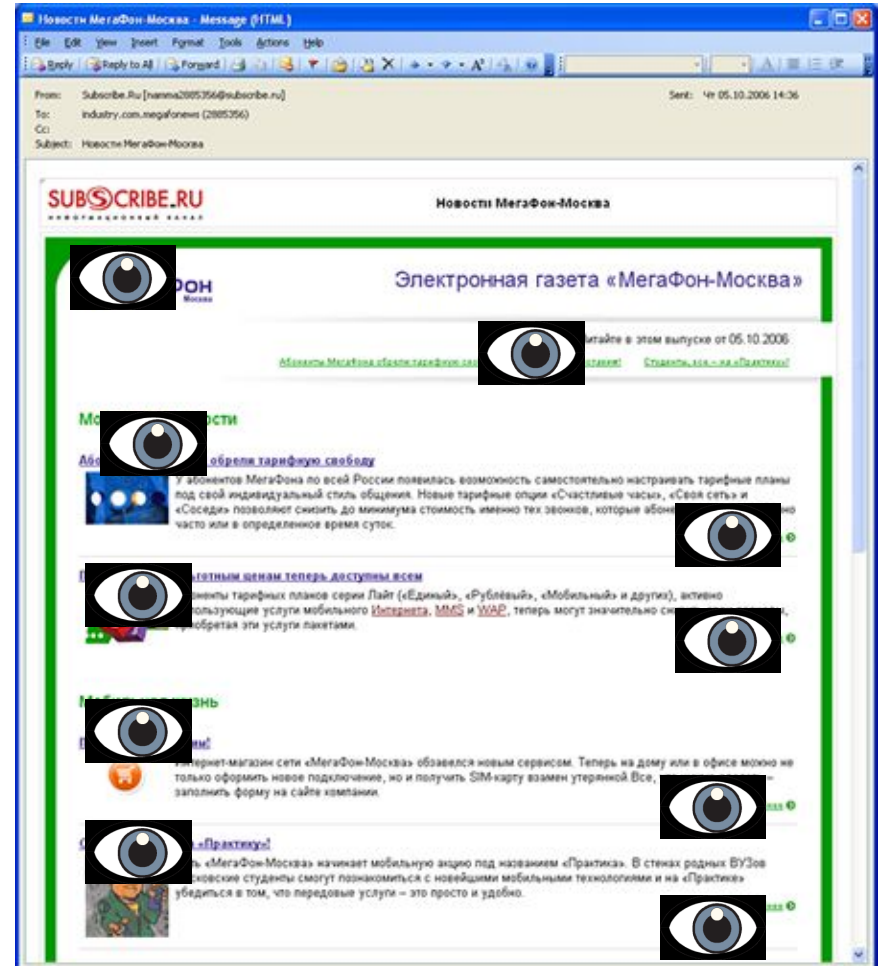 Новости МегаФон-Москва - Message (HTML)
File Edit View Insert Format Tools Actions Help
Reply Reply to All Forward
From: Subscribe.Ru [namma2885356@subscribe.ru] Sent: Чт 05.10.2006 14:36
To: industry.com.megafonews (2885356)
Cc:
Subject: Новости МегаФон-Москва
SUBSCRIBE.RU Новости МегаФон-Москва
ИНФОРМАЦИОННЫЙ КАНАЛ
Электронная газета «МегаФон-Москва»
Москва
в этом выпуске от 05.10.2006
Абоненты МегаФона обрели тарифную Студенты, все – на «Практику»!
обрели тарифную свободу
У абонентов МегаФона по всей России появилась возможность самостоятельно настраивать тарифные планы
под свой индивидуальный стиль общения. Новые тарифные опции «Счастливые часы», «Своя сеть» и
«Соседи» позволяют снизить до минимума стоимость именно тех звонков, которые
часто или в определенное время суток.
ценам теперь доступны всем
тарифных планов серии Лайт («Единый», «Рублёвый», «Мобильный» и других), активно
услуги мобильного Интернета, MMS и WAP, теперь могут значительно
эти услуги пакетами.
Интернет-магазин сети «МегаФон-Москва» обзавелся новым сервисом. Теперь на дому или в офисе можно не
только оформить новое подключение, но и получить SIM-карту взамен утерянной. Все, –
заполнить форму на сайте компании.
«Практику»!
«МегаФон-Москва» начинает мобильную акцию под названием «Практика». В стенах родных ВУЗов
студенты смогут познакомиться с новейшими мобильными технологиями и на «Практике»
убедиться в том, что передовые услуги – это просто и удобно.